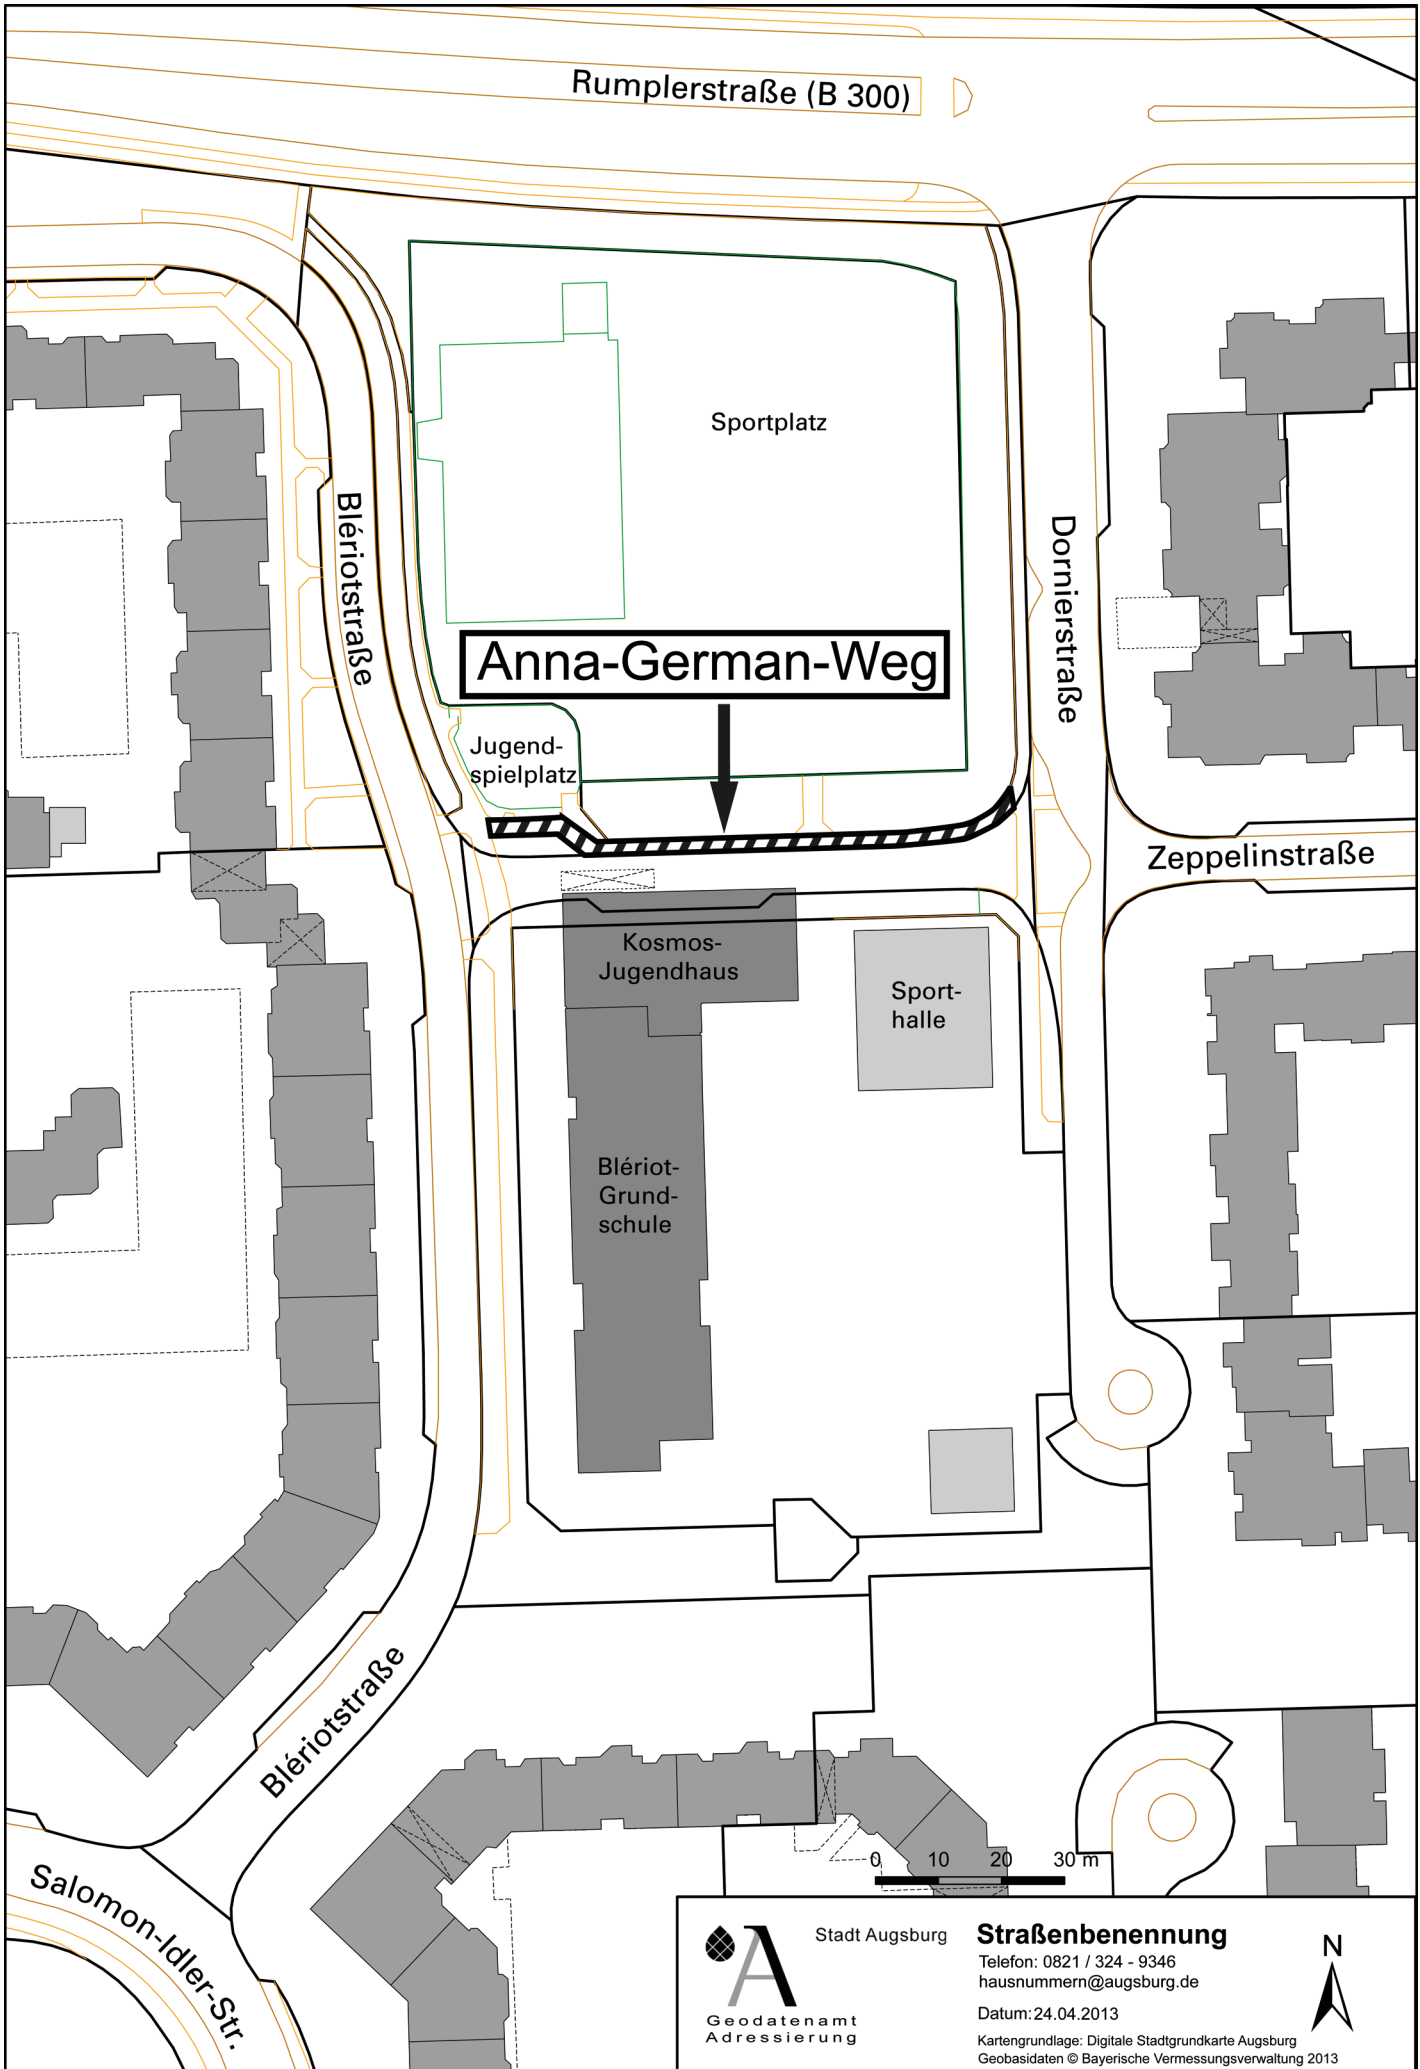 Rumplerstraße (B 300)
Sportplatz
Blériotstraße
Dornierstraße
Anna-German-Weg
Jugend-
spielplatz
Zeppelinstraße
Kosmos-
Jugendhaus
Sport-
halle
Blériot-
Grund-
schule
Blériotstraße
Salomon-Idler-Str.
0 10 20 30 m
Stadt Augsburg
Geodatenamt
Adressierung
Straßenbenennung
Telefon: 0821 / 324 - 9346
hausnummern@augsburg.de
Datum: 24.04.2013
Kartengrundlage: Digitale Stadtgrundkarte Augsburg
Geobasidaten © Bayerische Vermessungsverwaltung 2013
N